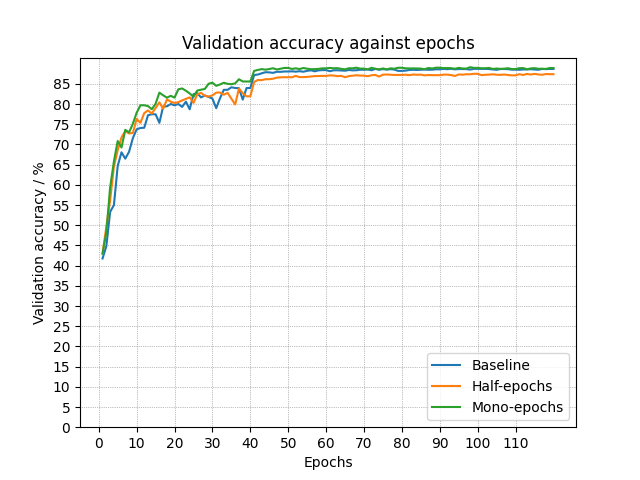 Validation accuracy against epochs
Validation accuracy / %
85
80
75
70
65
60
55
50
45
40
35
30
25
20
15
10
5
0
0 10 20 30 40 50 60 70 80 90 100 110
Epochs
Baseline
Half-epochs
Mono-epochs